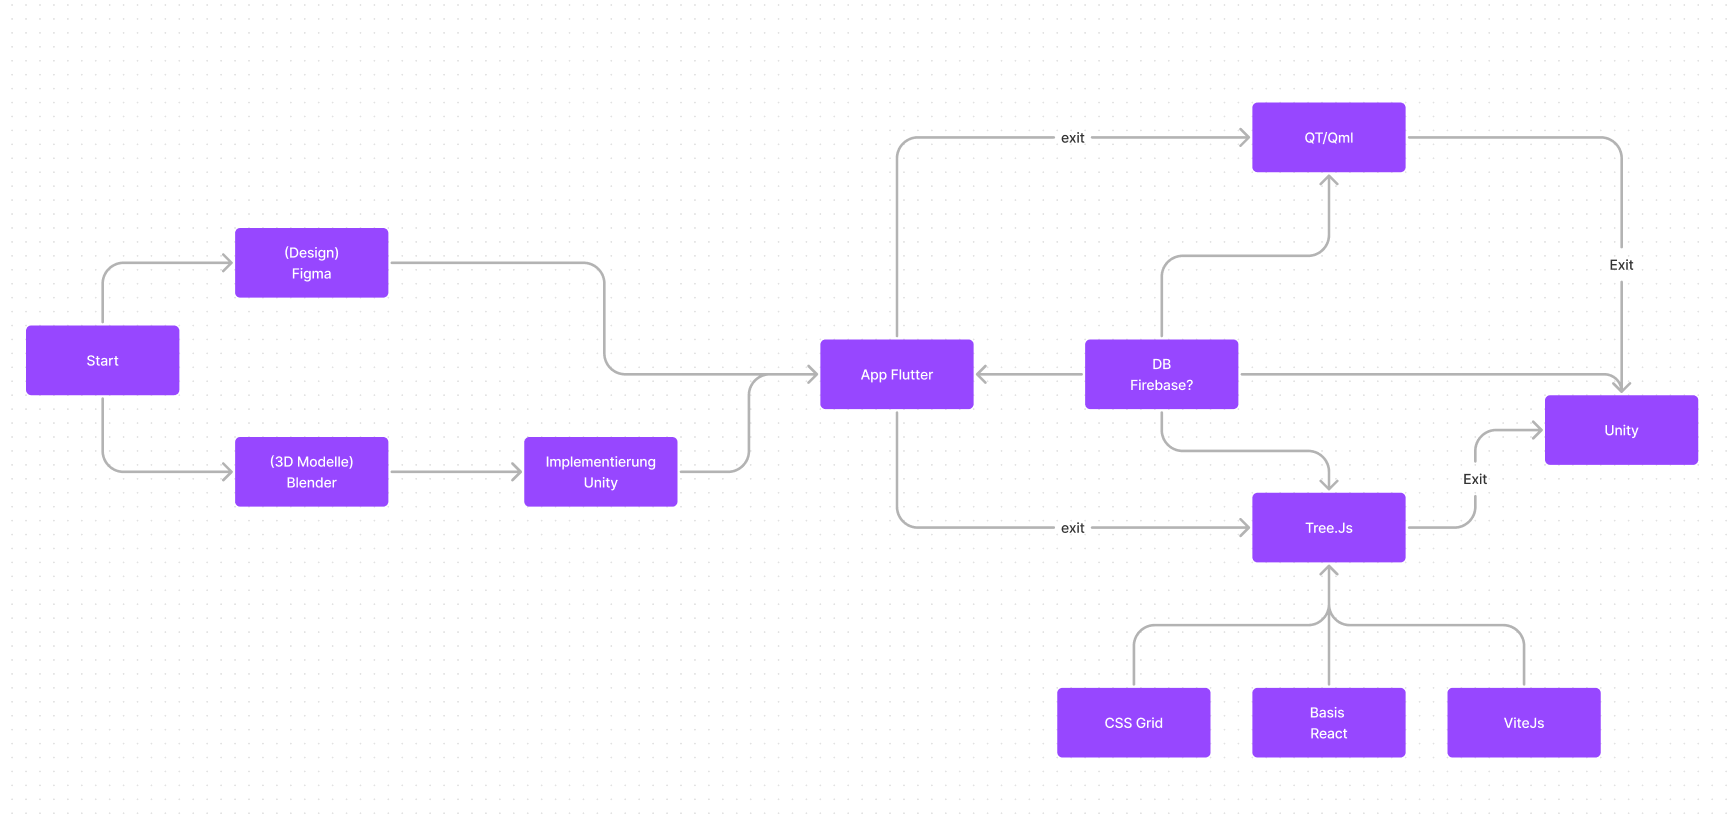 exit
QT/Qml
(Design)
Figma
Exit
Start
App Flutter
DB
Firebase?
Unity
(3D Modelle)
Blender
Implementierung
Unity
Exit
exit
Tree.Js
CSS Grid
Basis
React
ViteJs